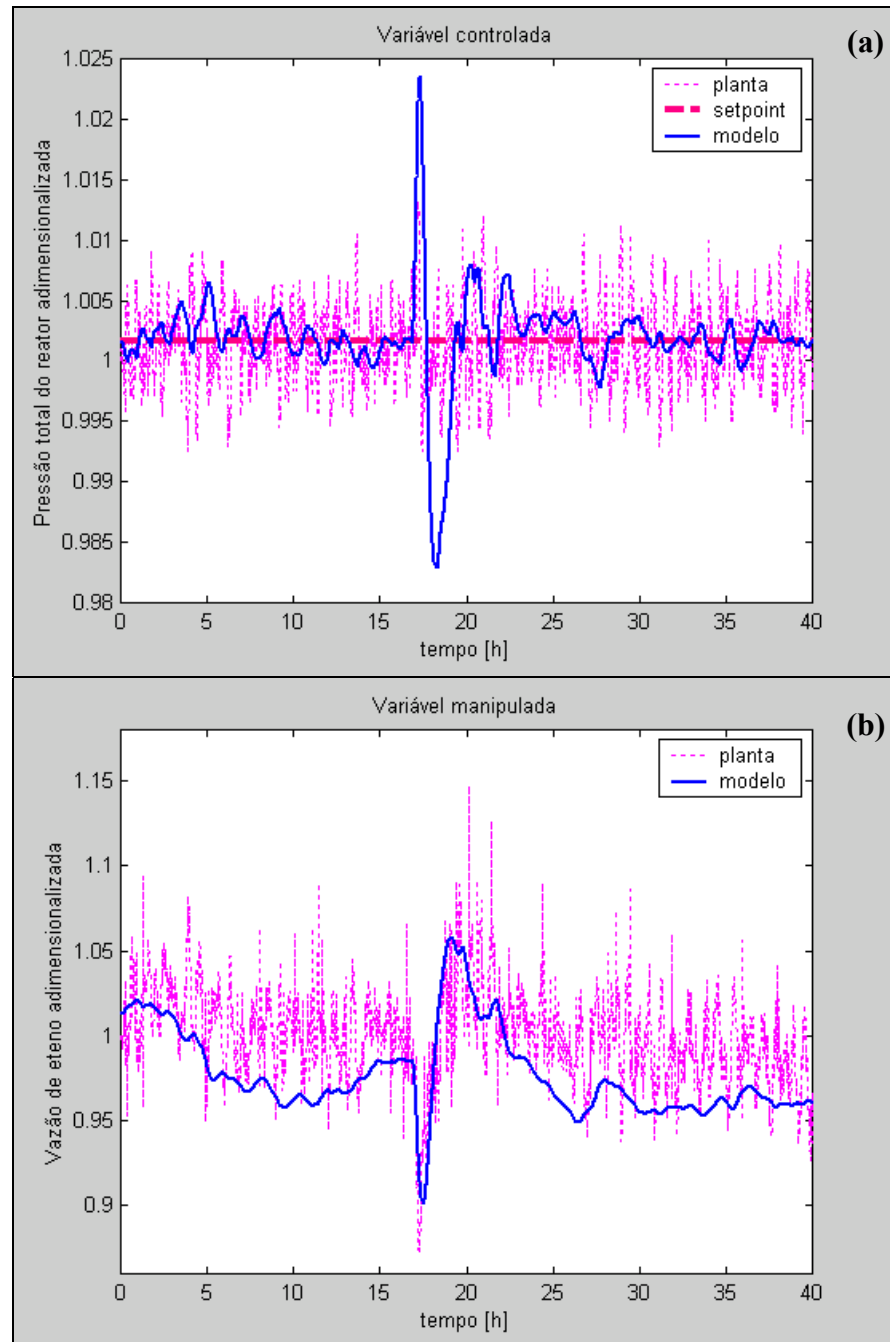 Variável controlada
(a)
1.025
1.02
1.015
1.01
1.005
1
0.995
0.99
0.985
0.98
Pressão total do reator adimensionalizada
planta
setpoint
modelo
0 5 10 15 20 25 30 35 40
tempo [h]
Variável manipulada
(b)
1.15
1.1
1.05
1
0.95
0.9
Vazão de eteno adimensionalizada
planta
modelo
0 5 10 15 20 25 30 35 40
tempo [h]